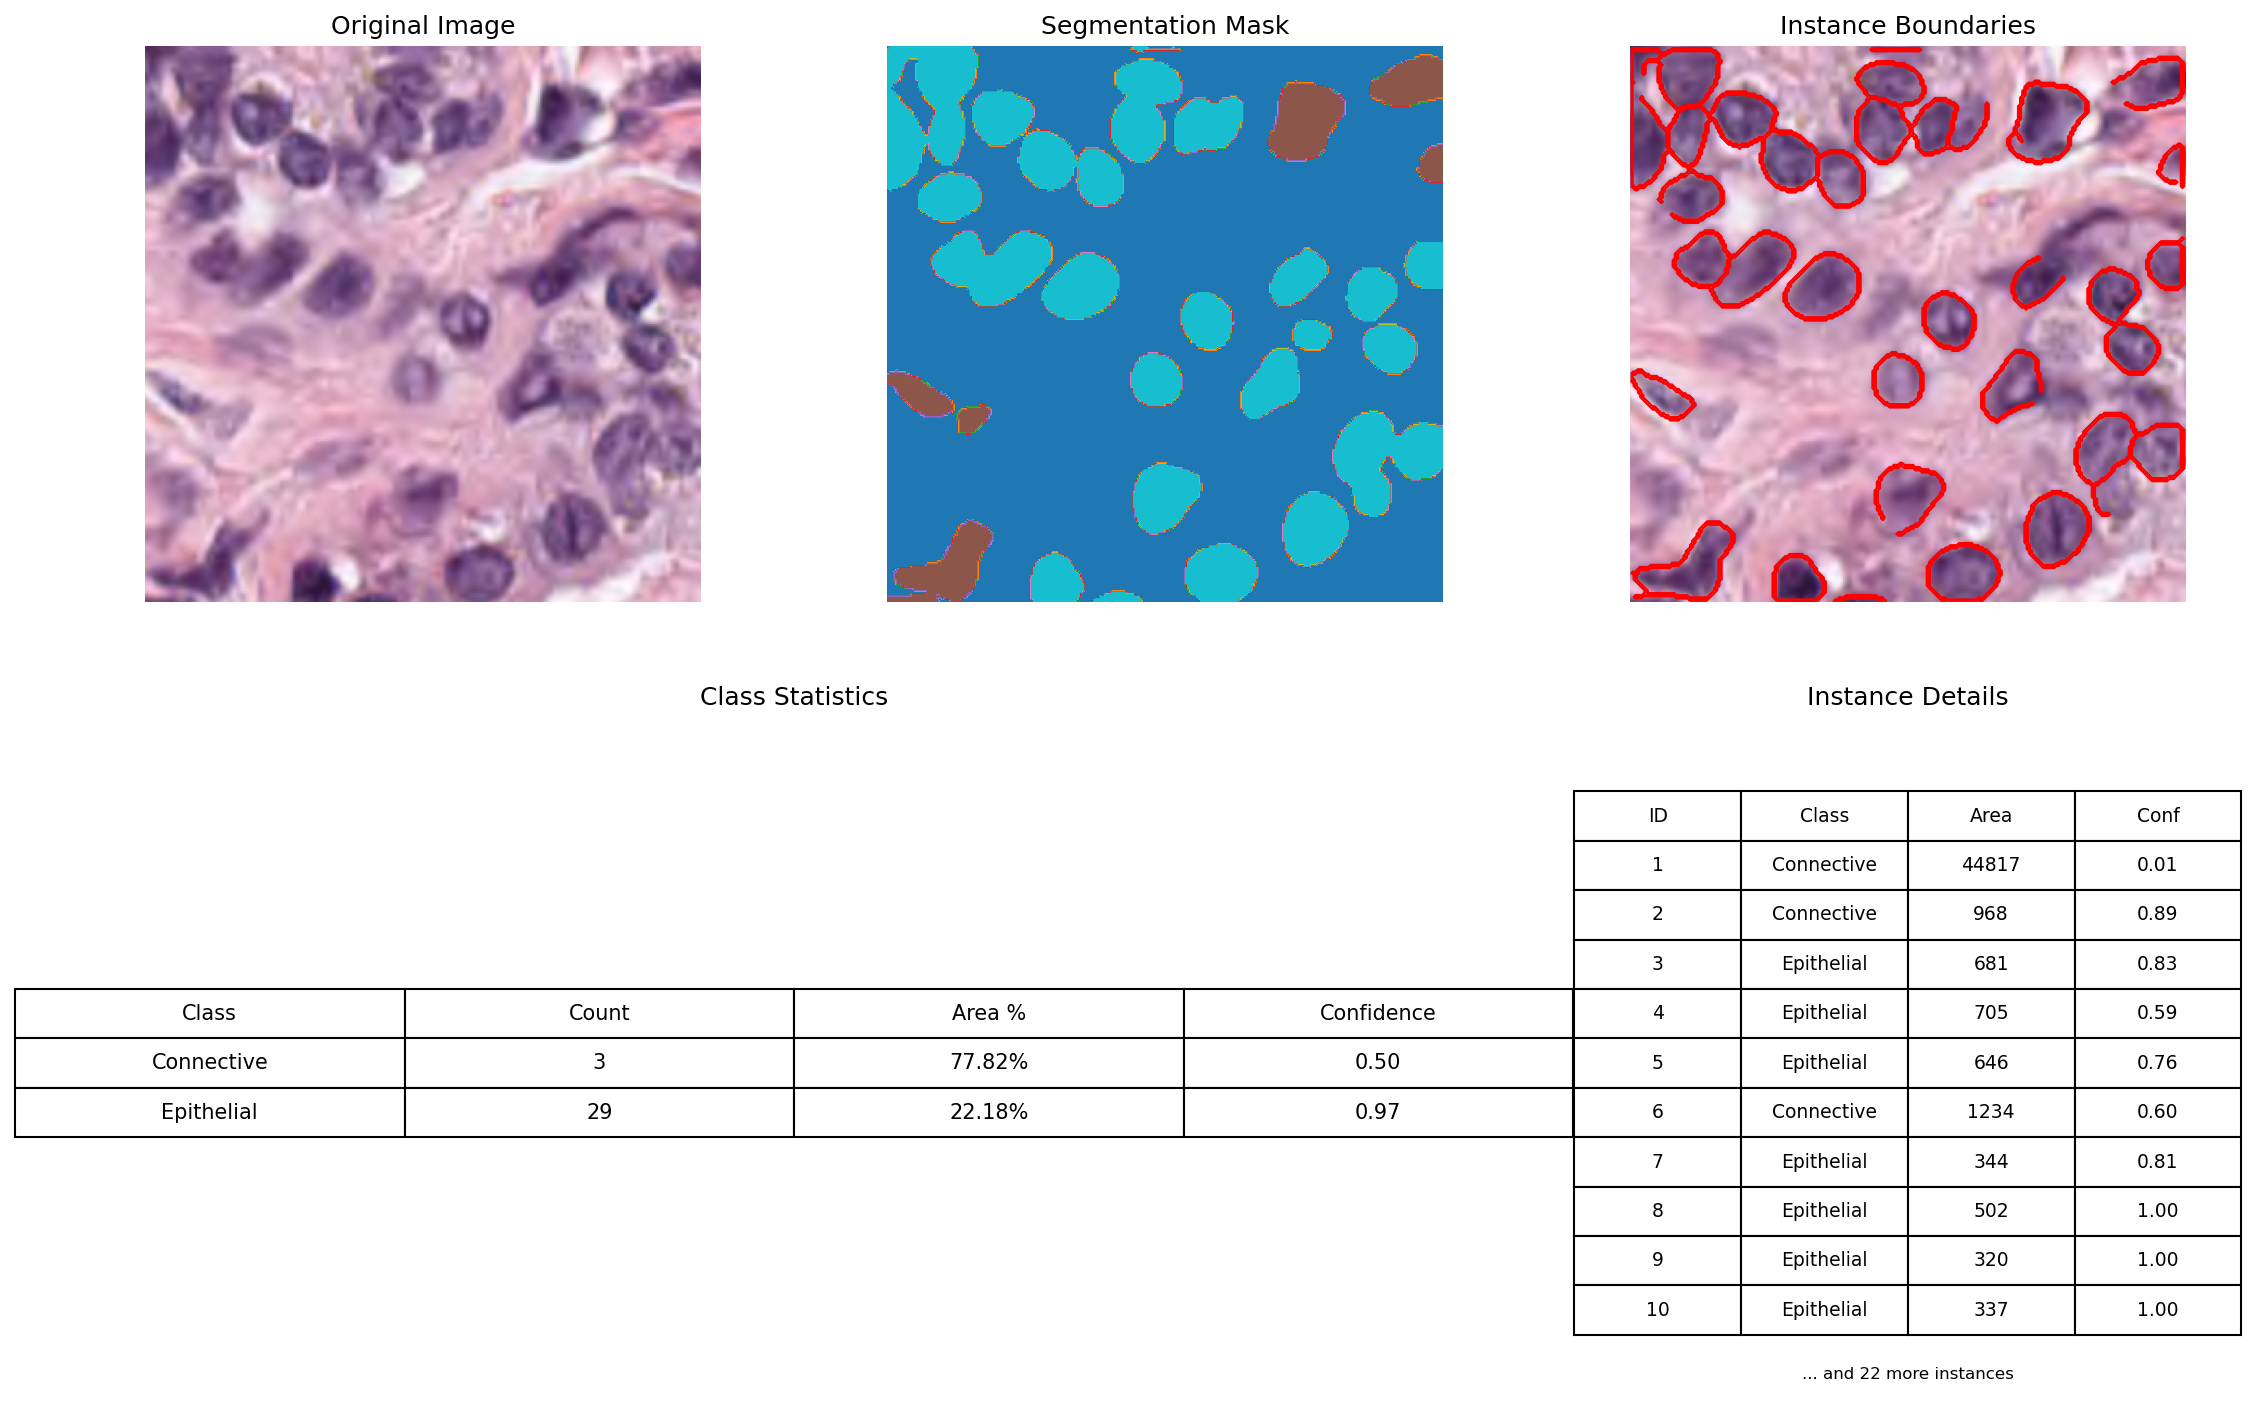 Original Image
Segmentation Mask
Instance Boundaries
Class Statistics
Class Count Area % Confidence
Connective 3 77.82% 0.50
Epithelial 29 22.18% 0.97
Instance Details
ID Class Area Conf
1 Connective 44817 0.01
2 Connective 968 0.89
3 Epithelial 681 0.83
4 Epithelial 705 0.59
5 Epithelial 646 0.76
6 Connective 1234 0.60
7 Epithelial 344 0.81
8 Epithelial 502 1.00
9 Epithelial 320 1.00
10 Epithelial 337 1.00
... and 22 more instances